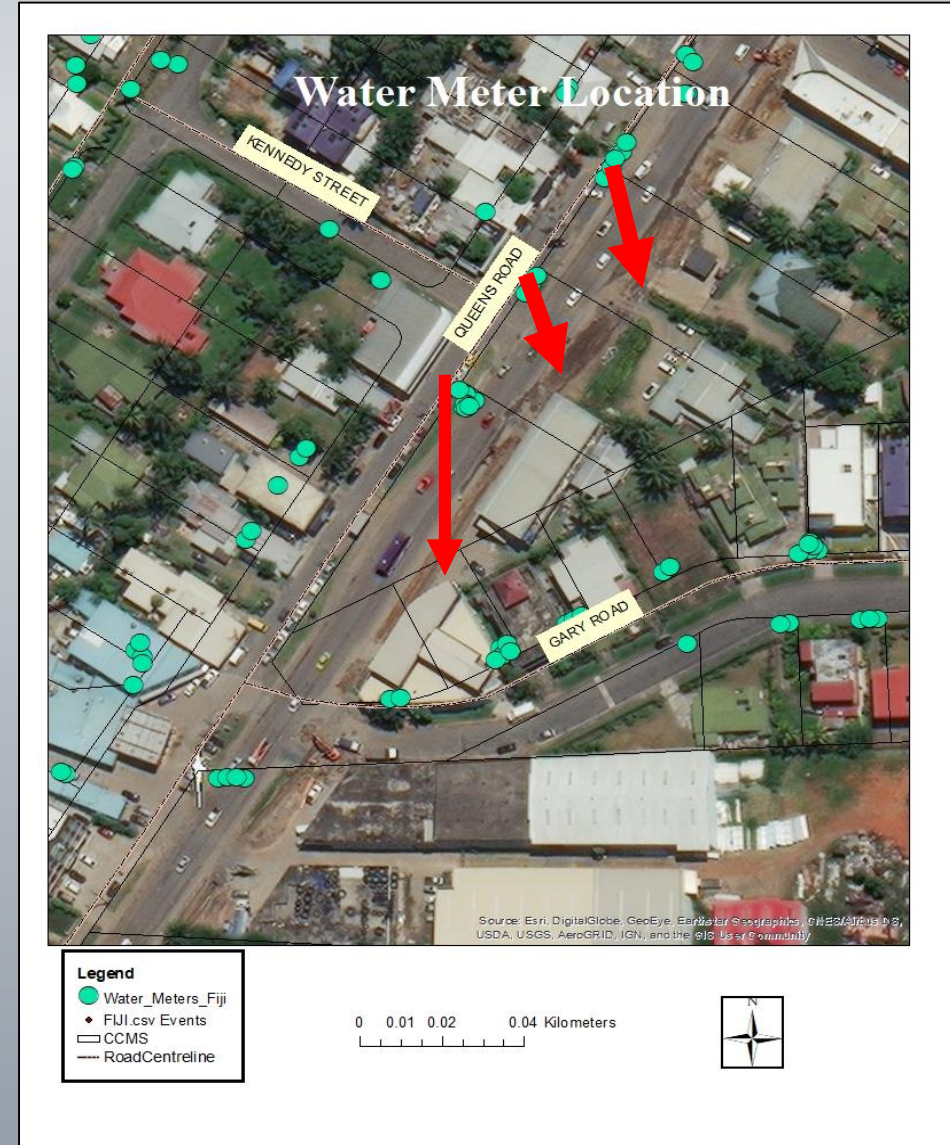 Water Meter Location
KENNEDY STREET
QUEENS ROAD
GARY ROAD
Source: Esri, DigitalGlobe, GeoEye, Earthstar Geographics, CNES/Airbus DS,
USDA, USGS, AeroGRID, IGN, and the GIS User Community
Legend
Water_Meters_Fiji
FIJI.csv Events
CCMS
RoadCentreline
0 0.01 0.02 0.04 Kilometers
N